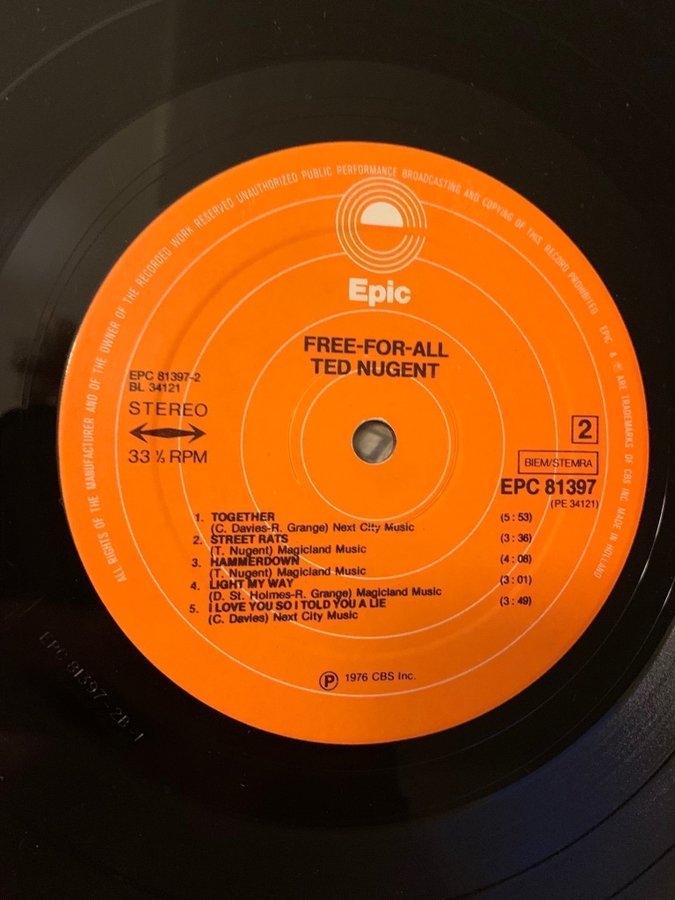 ALL RIGHTS OF THE MANUFACTURER AND OF THE OWNER OF THE RECORDED WORK RESERVED UNAUTHORIZED PUBLIC PERFORMANCE BROADCASTING AND COPYING OF THIS RECORD PROHIBITED EPIC & ℗ ARE TRADEMARKS OF CBS INC. MADE IN HOLLAND
Epic
FREE-FOR-ALL
TED NUGENT
EPC 81397-2
BL 34121
STEREO
33⅓ RPM
2
BIEM/STEMRA
EPC 81397
(PE 34121)
1. TOGETHER (5:53)
(C. Davies-R. Grange) Next City Music
2. STREET RATS (3:36)
(T. Nugent) Magicland Music
3. HAMMERDOWN (4:08)
(T. Nugent) Magicland Music
4. LIGHT MY WAY (3:01)
(D. St. Holmes-R. Grange) Magicland Music
5. I LOVE YOU SO I TOLD YOU A LIE (3:49)
(C. Davies) Next City Music
℗ 1976 CBS Inc.
EPC 81397-2B-1